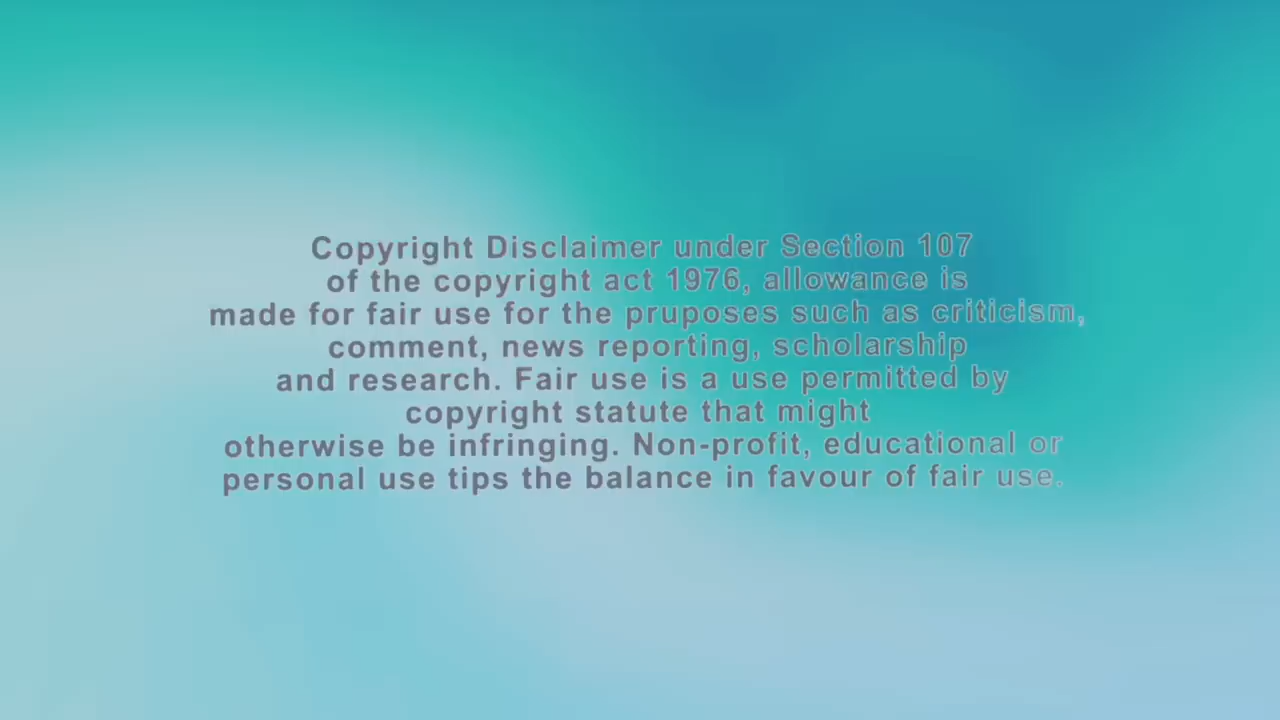 Copyright Disclaimer under Section 107
of the copyright act 1976, allowance is
made for fair use for the pruposes such as criticism,
comment, news reporting, scholarship
and research. Fair use is a use permitted by
copyright statute that might
otherwise be infringing. Non-profit, educational or
personal use tips the balance in favour of fair use.